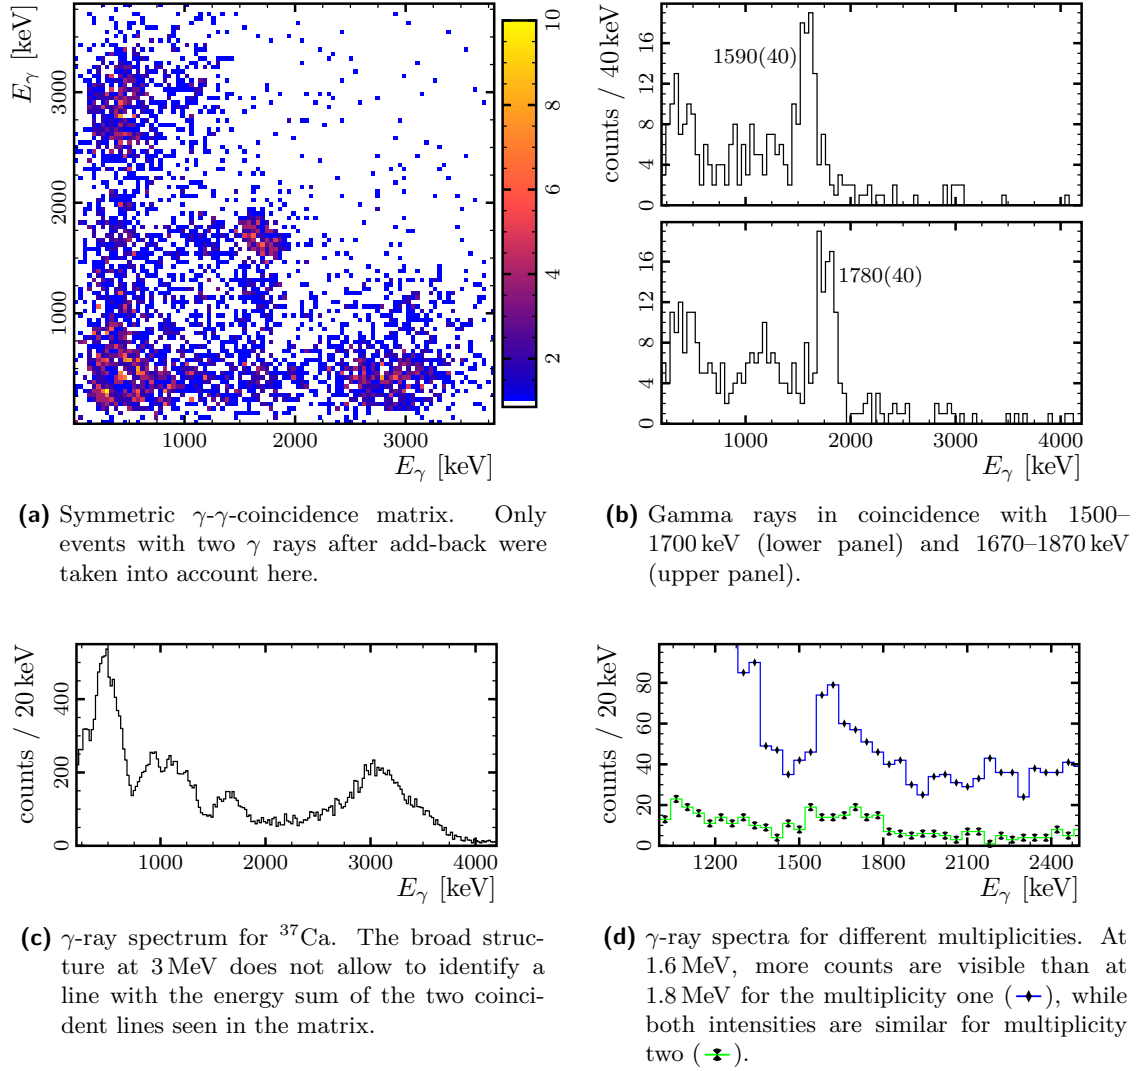 E_γ [keV]
3000
2000
1000
1000
2000
3000
E_γ [keV]
10
8
6
4
2
(a) Symmetric γ-γ-coincidence matrix. Only
events with two γ rays after add-back were
taken into account here.
counts / 40 keV
16
12
8
4
0
1590(40)
16
12
8
4
0
1780(40)
1000
2000
3000
4000
E_γ [keV]
(b) Gamma rays in coincidence with 1500–
1700 keV (lower panel) and 1670–1870 keV
(upper panel).
counts / 20 keV
400
200
0
1000
2000
3000
4000
E_γ [keV]
(c) γ-ray spectrum for ³⁷Ca. The broad struc-
ture at 3 MeV does not allow to identify a
line with the energy sum of the two coinci-
dent lines seen in the matrix.
counts / 20 keV
80
60
40
20
0
1200
1500
1800
2100
2400
E_γ [keV]
(d) γ-ray spectra for different multiplicities. At
1.6 MeV, more counts are visible than at
1.8 MeV for the multiplicity one ( ), while
both intensities are similar for multiplicity
two ( ).